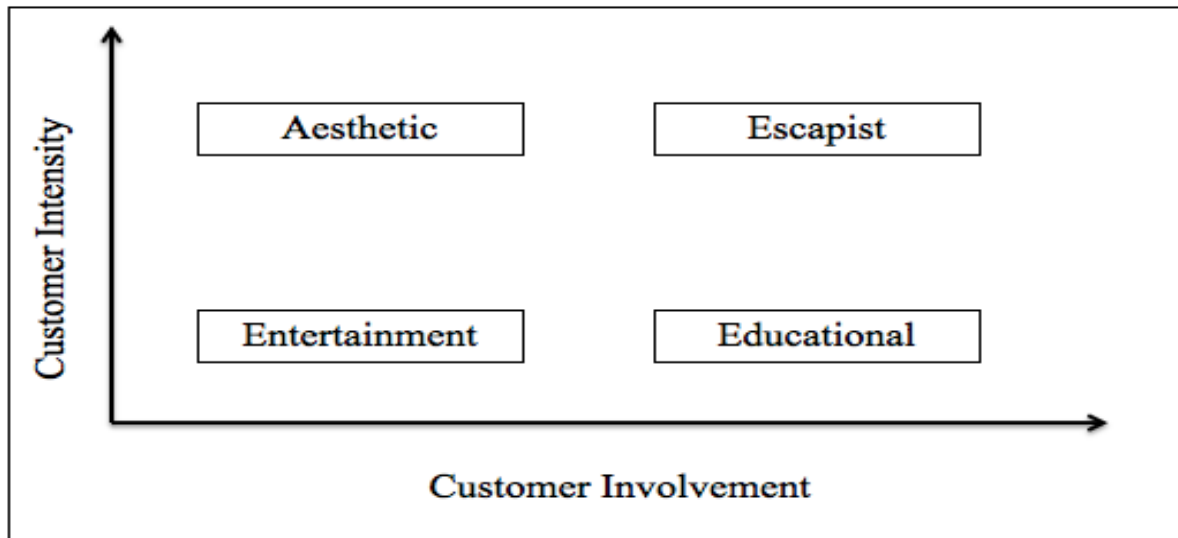 Customer Intensity
Aesthetic
Escapist
Entertainment
Educational
Customer Involvement